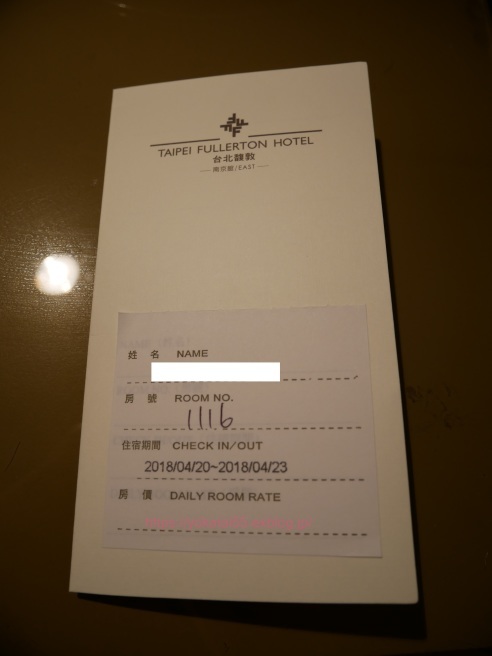 TAIPEI FULLERTON HOTEL
台北馥敦
南京館/EAST
姓 名 NAME
房 號 ROOM NO.
1116
住宿期間 CHECK IN/OUT
2018/04/20~2018/04/23
房 價 DAILY ROOM RATE